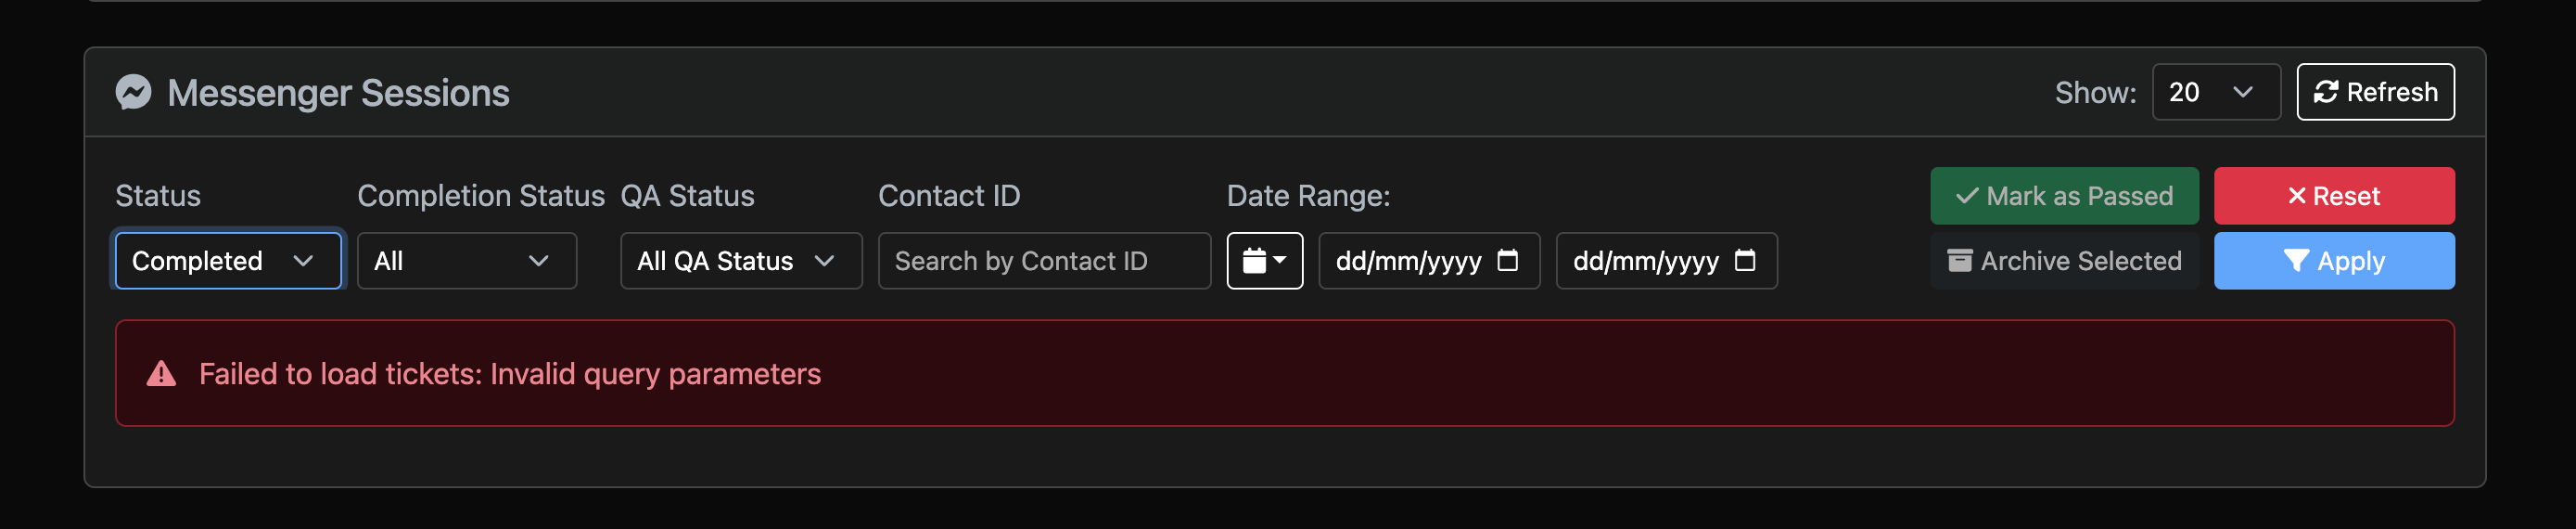 Messenger Sessions
Show: 20 Refresh
Status Completion Status QA Status Contact ID Date Range: Mark as Passed Reset
Completed All All QA Status Search by Contact ID dd/mm/yyyy dd/mm/yyyy Archive Selected Apply
Failed to load tickets: Invalid query parameters